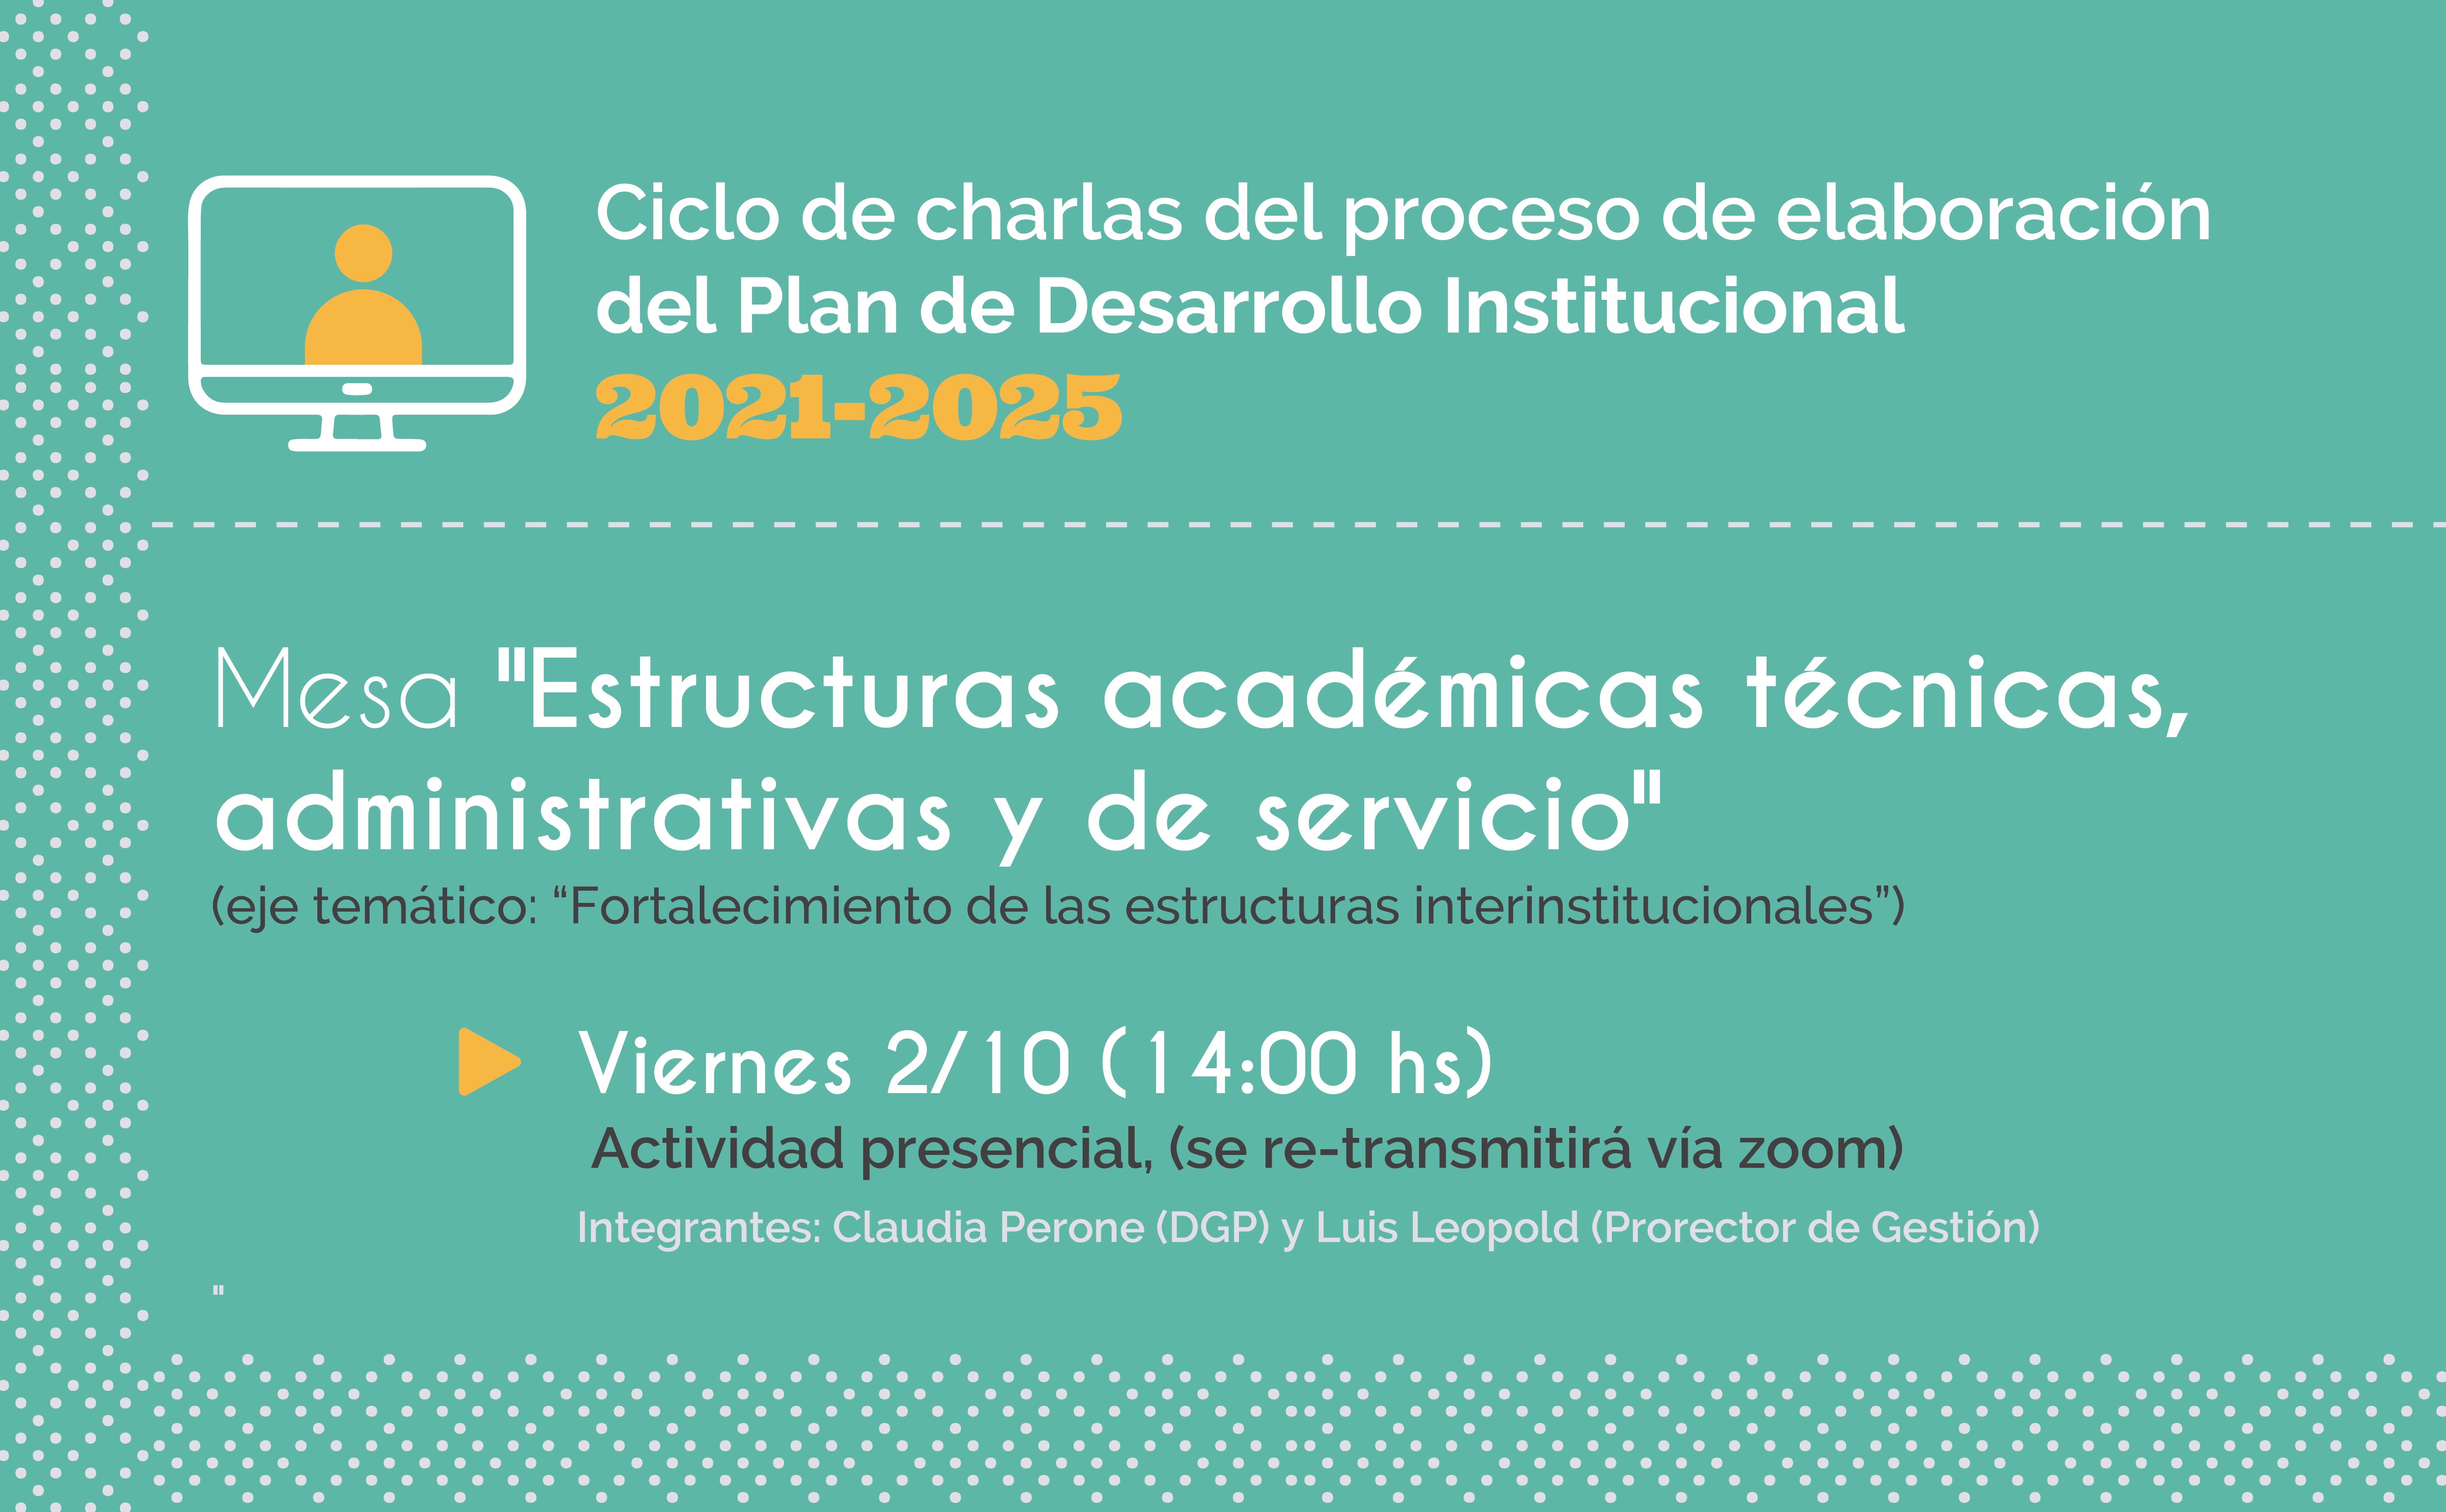 Ciclo de charlas del proceso de elaboración
del Plan de Desarrollo Institucional
2021-2025
Mesa "Estructuras académicas técnicas,
administrativas y de servicio"
(eje temático: “Fortalecimiento de las estructuras interinstitucionales”)
Viernes 2/10 (14:00 hs)
Actividad presencial, (se re-transmitirá vía zoom)
Integrantes: Claudia Perone (DGP) y Luis Leopold (Prorector de Gestión)
"